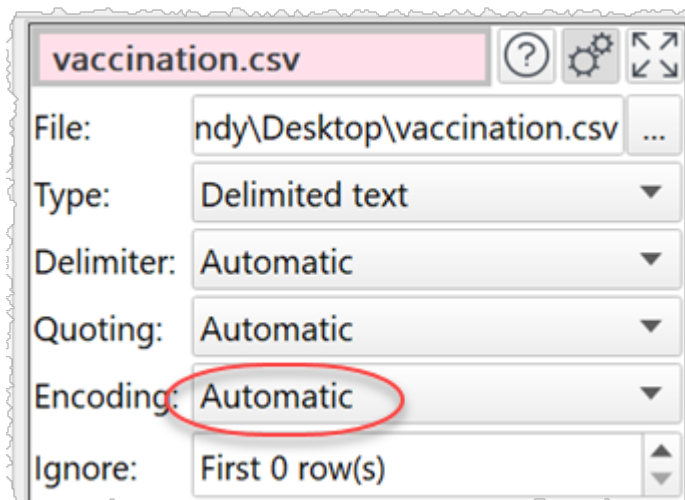 vaccination.csv
File: ndy\Desktop\vaccination.csv ...
Type: Delimited text
Delimiter: Automatic
Quoting: Automatic
Encoding: Automatic
Ignore: First 0 row(s)